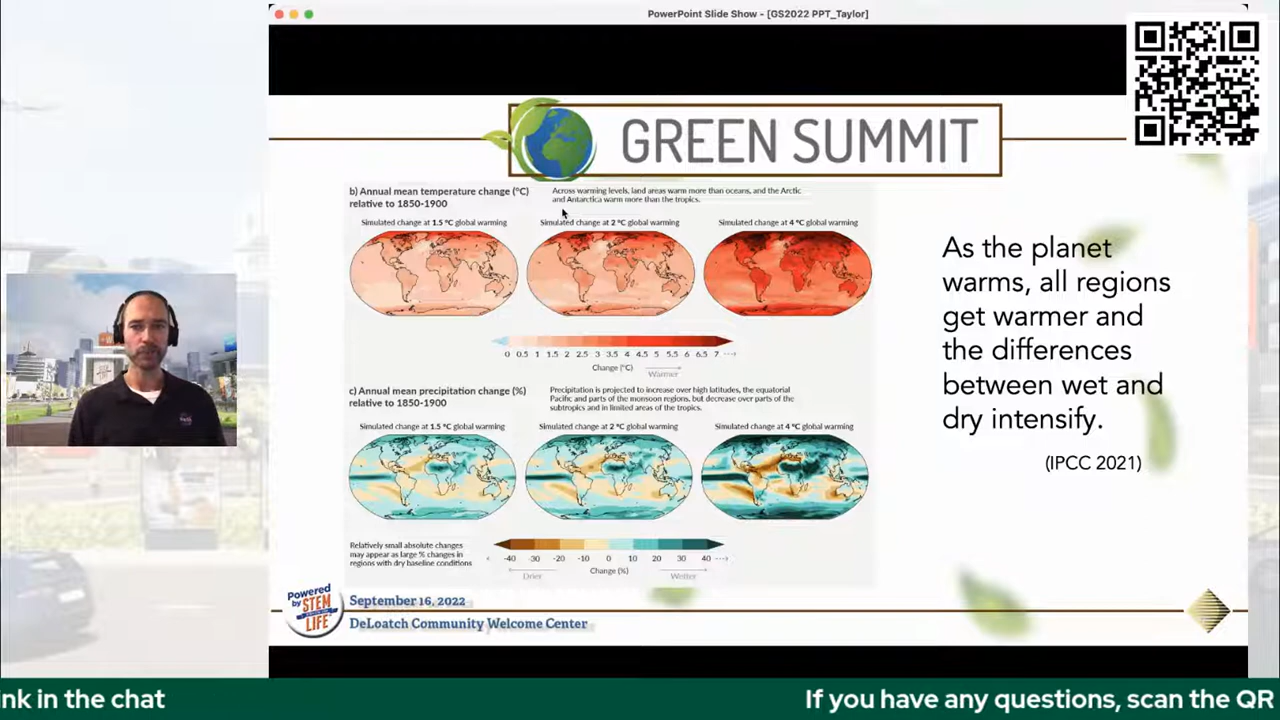 PowerPoint Slide Show - [GS2022 PPT_Taylor]
GREEN SUMMIT
b) Annual mean temperature change (°C)
relative to 1850-1900
Across warming levels, land areas warm more than oceans, and the Arctic
and Antarctica warm more than the tropics.
Simulated change at 1.5 °C global warming
Simulated change at 2 °C global warming
Simulated change at 4 °C global warming
0 0.5 1 1.5 2 2.5 3 3.5 4 4.5 5 5.5 6 6.5 7
Change (°C)
Warmer
c) Annual mean precipitation change (%)
relative to 1850-1900
Precipitation is projected to increase over high latitudes, the equatorial
Pacific and parts of the monsoon regions, but decrease over parts of the
subtropics and in limited areas of the tropics.
Simulated change at 1.5 °C global warming
Simulated change at 2 °C global warming
Simulated change at 4 °C global warming
Relatively small absolute changes
may appear as large % changes in
regions with dry baseline conditions
-40 -30 -20 -10 0 10 20 30 40
Change (%)
Drier
Wetter
As the planet
warms, all regions
get warmer and
the differences
between wet and
dry intensify.
(IPCC 2021)
Powered
by STEM
LIFE
September 16, 2022
DeLoatch Community Welcome Center
ink in the chat
If you have any questions, scan the QR